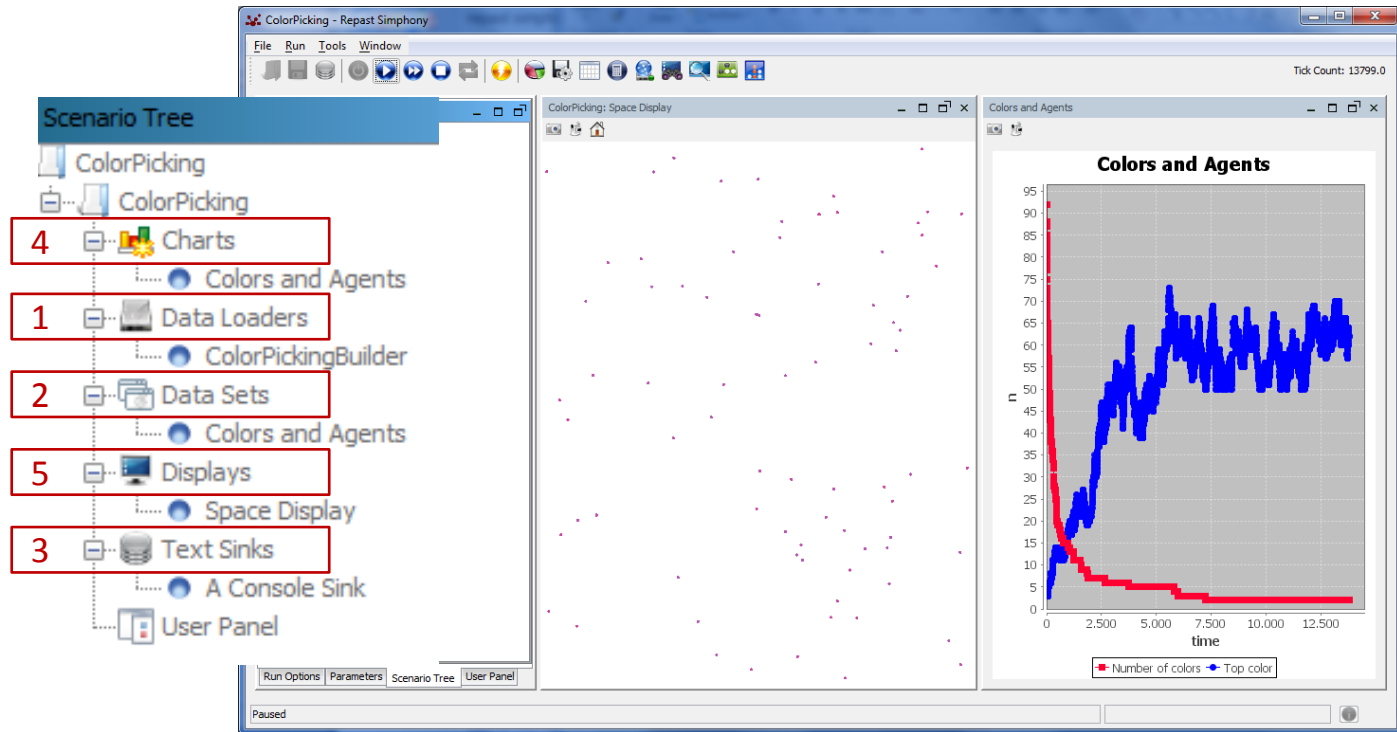 ColorPicking - Repast Simphony
File Run Tools Window
Tick Count: 13799.0
Scenario Tree
ColorPicking
ColorPicking
4 Charts
Colors and Agents
1 Data Loaders
ColorPickingBuilder
2 Data Sets
Colors and Agents
5 Displays
Space Display
3 Text Sinks
A Console Sink
User Panel
Run Options Parameters Scenario Tree User Panel
ColorPicking: Space Display
Colors and Agents
Colors and Agents
95
90
85
80
75
70
65
60
55
50
45
40
35
30
25
20
15
10
5
0
n
0 2.500 5.000 7.500 10.000 12.500
time
Number of colors Top color
Paused